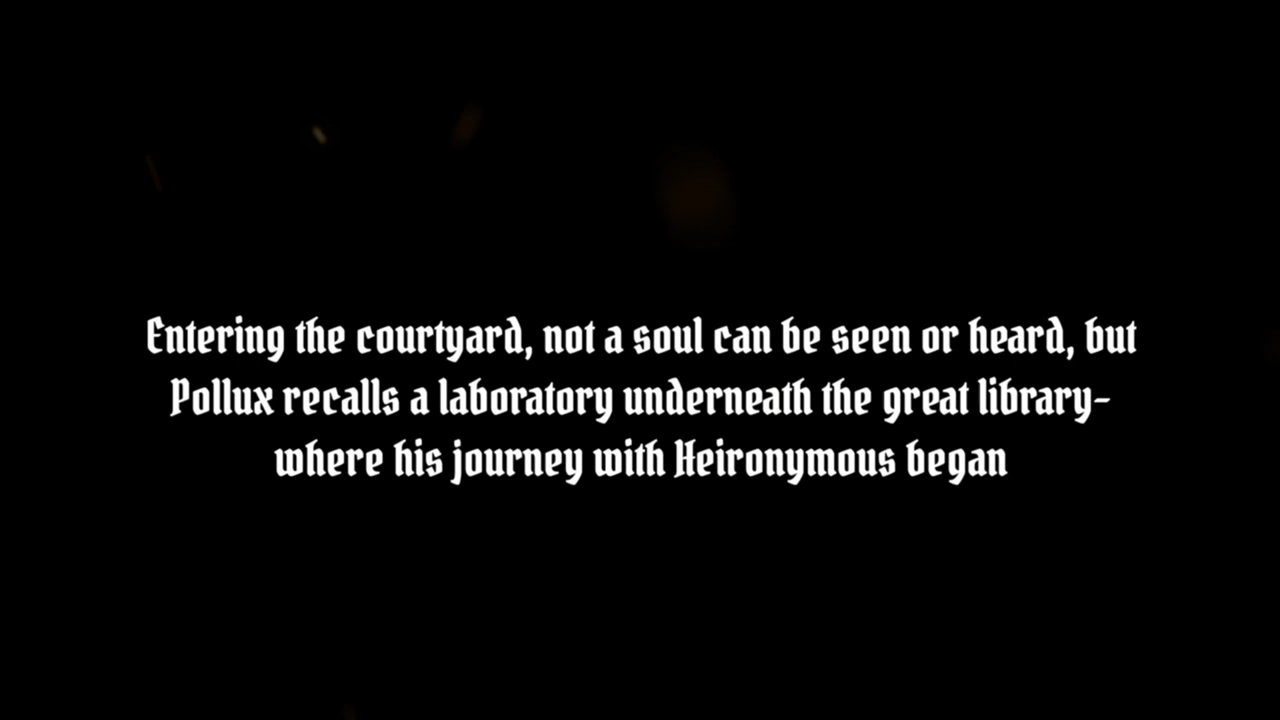 Entering the courtyard, not a soul can be seen or heard, but
Pollux recalls a laboratory underneath the great library-
where his journey with Heironymous began